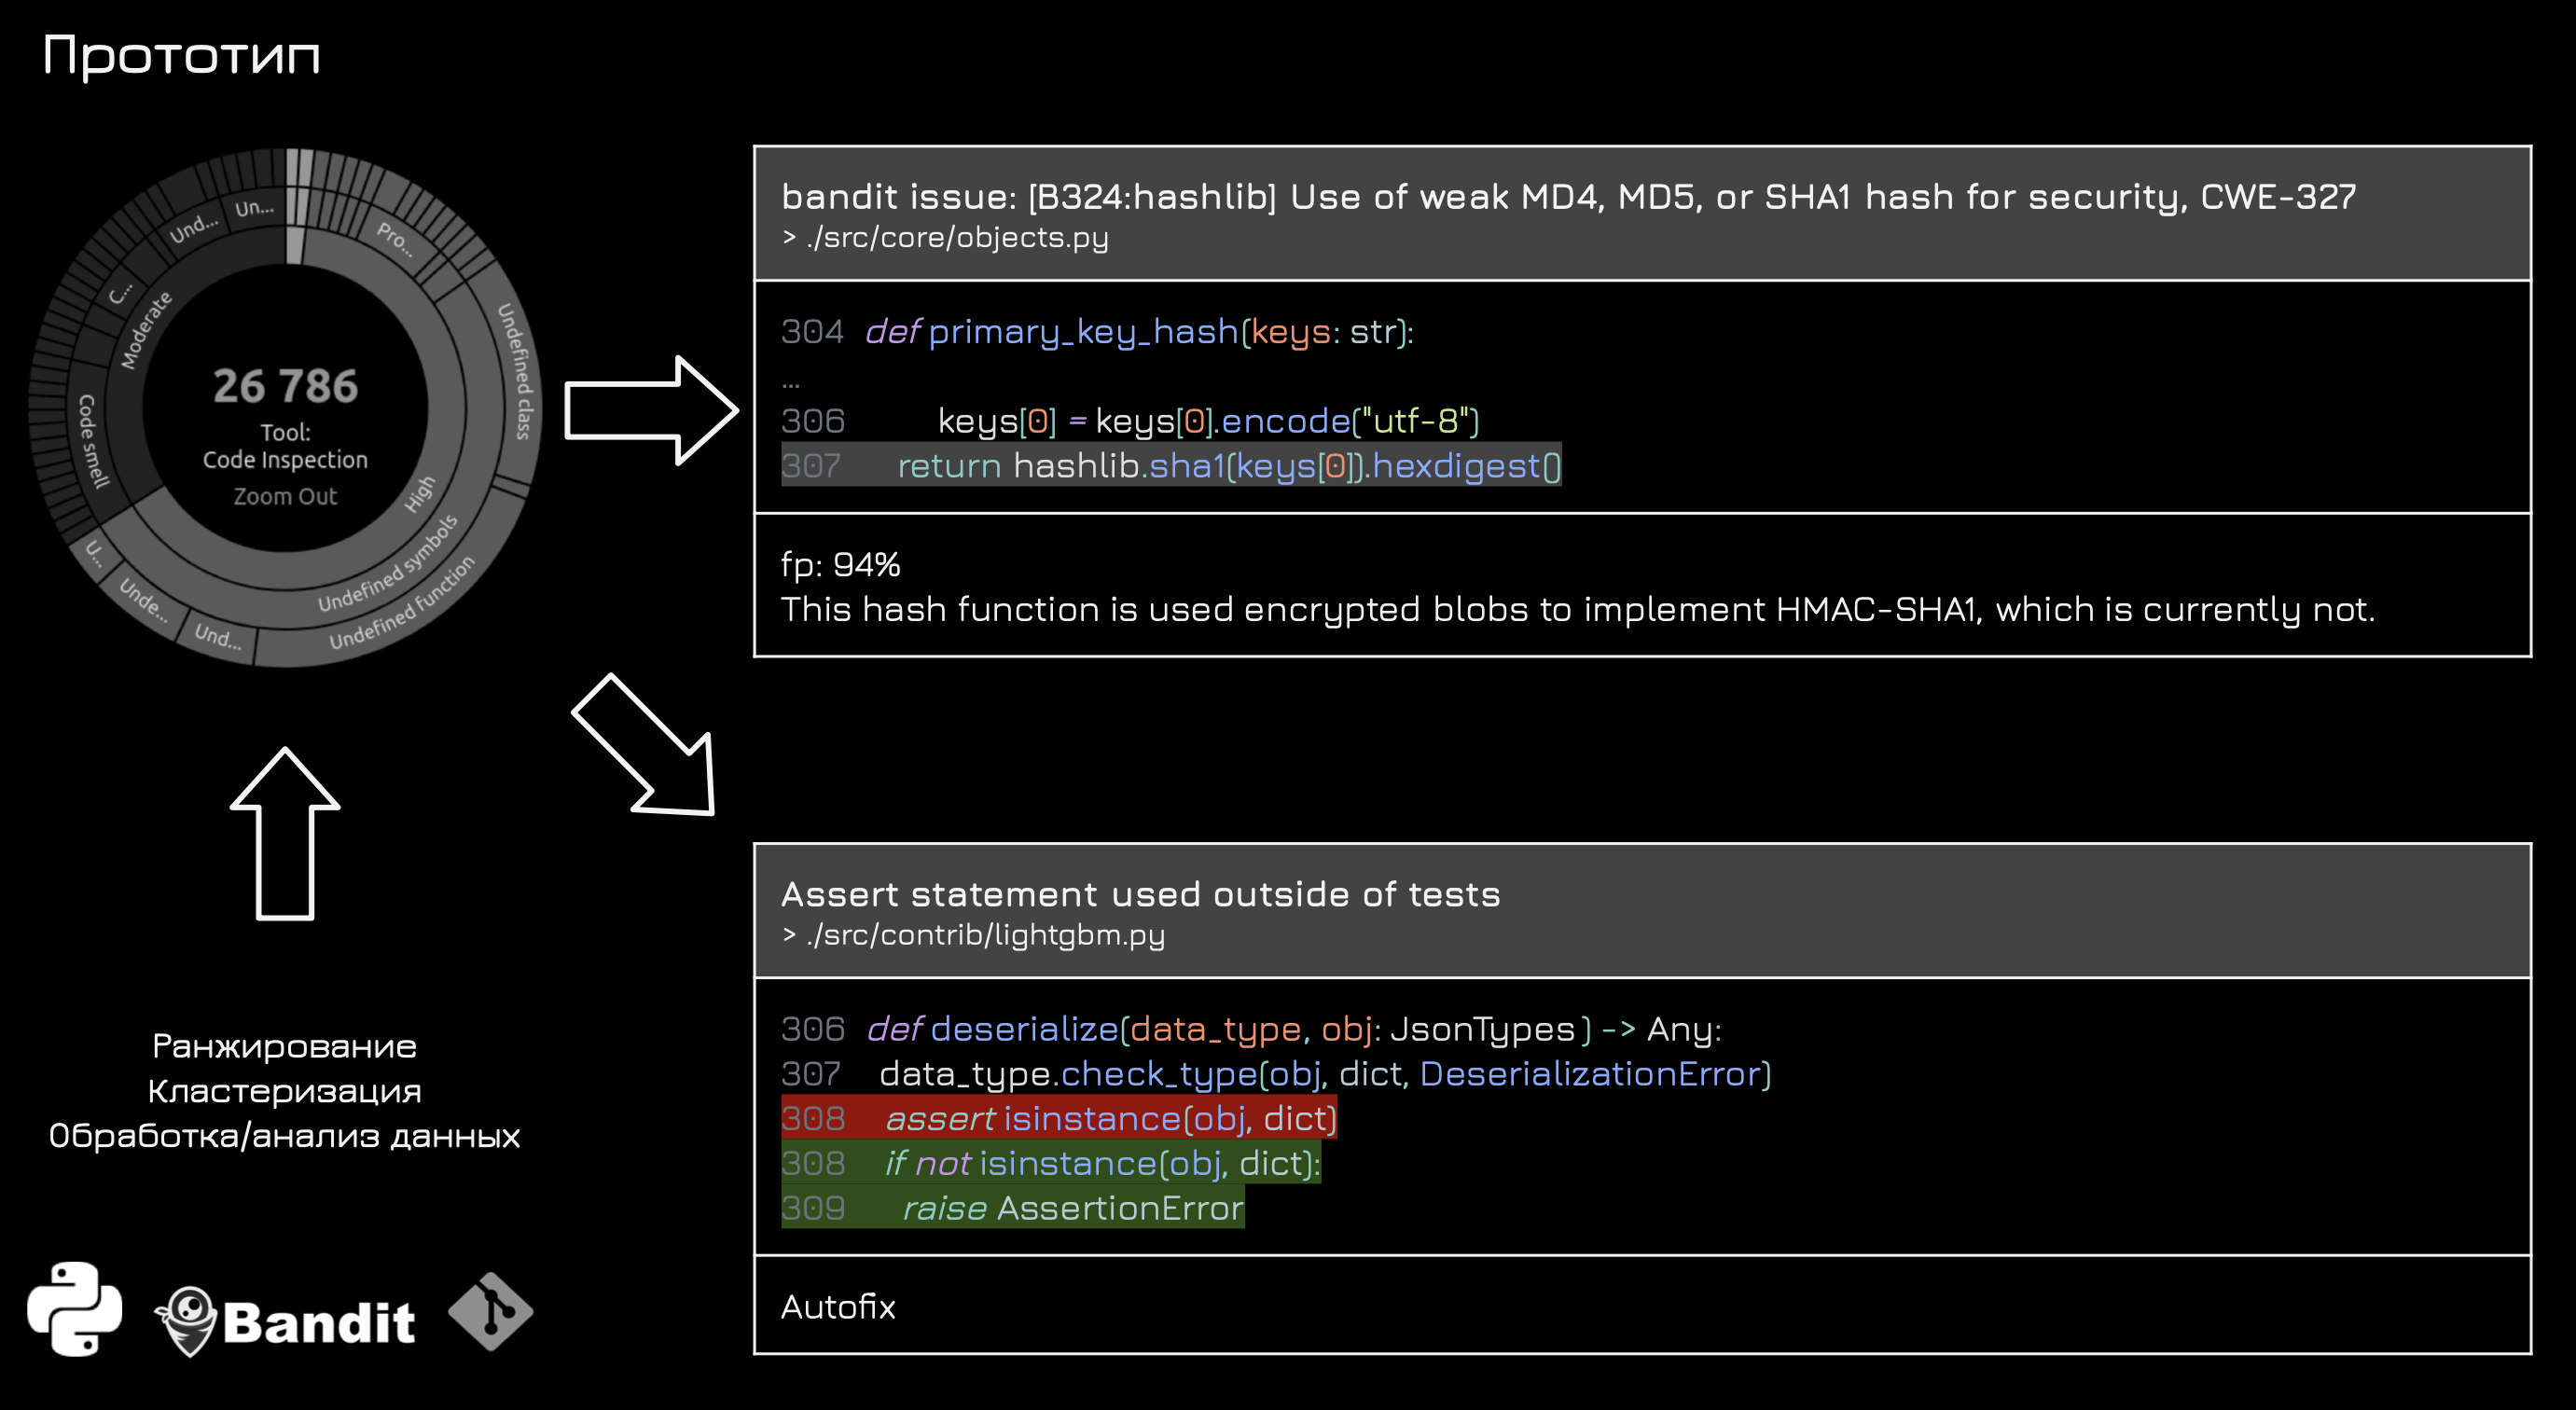 Прототип
Un...
Und...
C...
Moderate
Code smell
Pro...
Undefined class
26 786
Tool:
Code Inspection
Zoom Out
High
Undefined symbols
Undefined function
U...
Unde...
Und...
bandit issue: [B324:hashlib] Use of weak MD4, MD5, or SHA1 hash for security, CWE-327
> ./src/core/objects.py
304 def primary_key_hash(keys: str):
...
306 keys[0] = keys[0].encode("utf-8")
307 return hashlib.sha1(keys[0]).hexdigest()
fp: 94%
This hash function is used encrypted blobs to implement HMAC-SHA1, which is currently not.
Assert statement used outside of tests
> ./src/contrib/lightgbm.py
306 def deserialize(data_type, obj: JsonTypes) -> Any:
307 data_type.check_type(obj, dict, DeserializationError)
308 assert isinstance(obj, dict)
308 if not isinstance(obj, dict):
309 raise AssertionError
Autofix
Ранжирование
Кластеризация
Обработка/анализ данных
Bandit